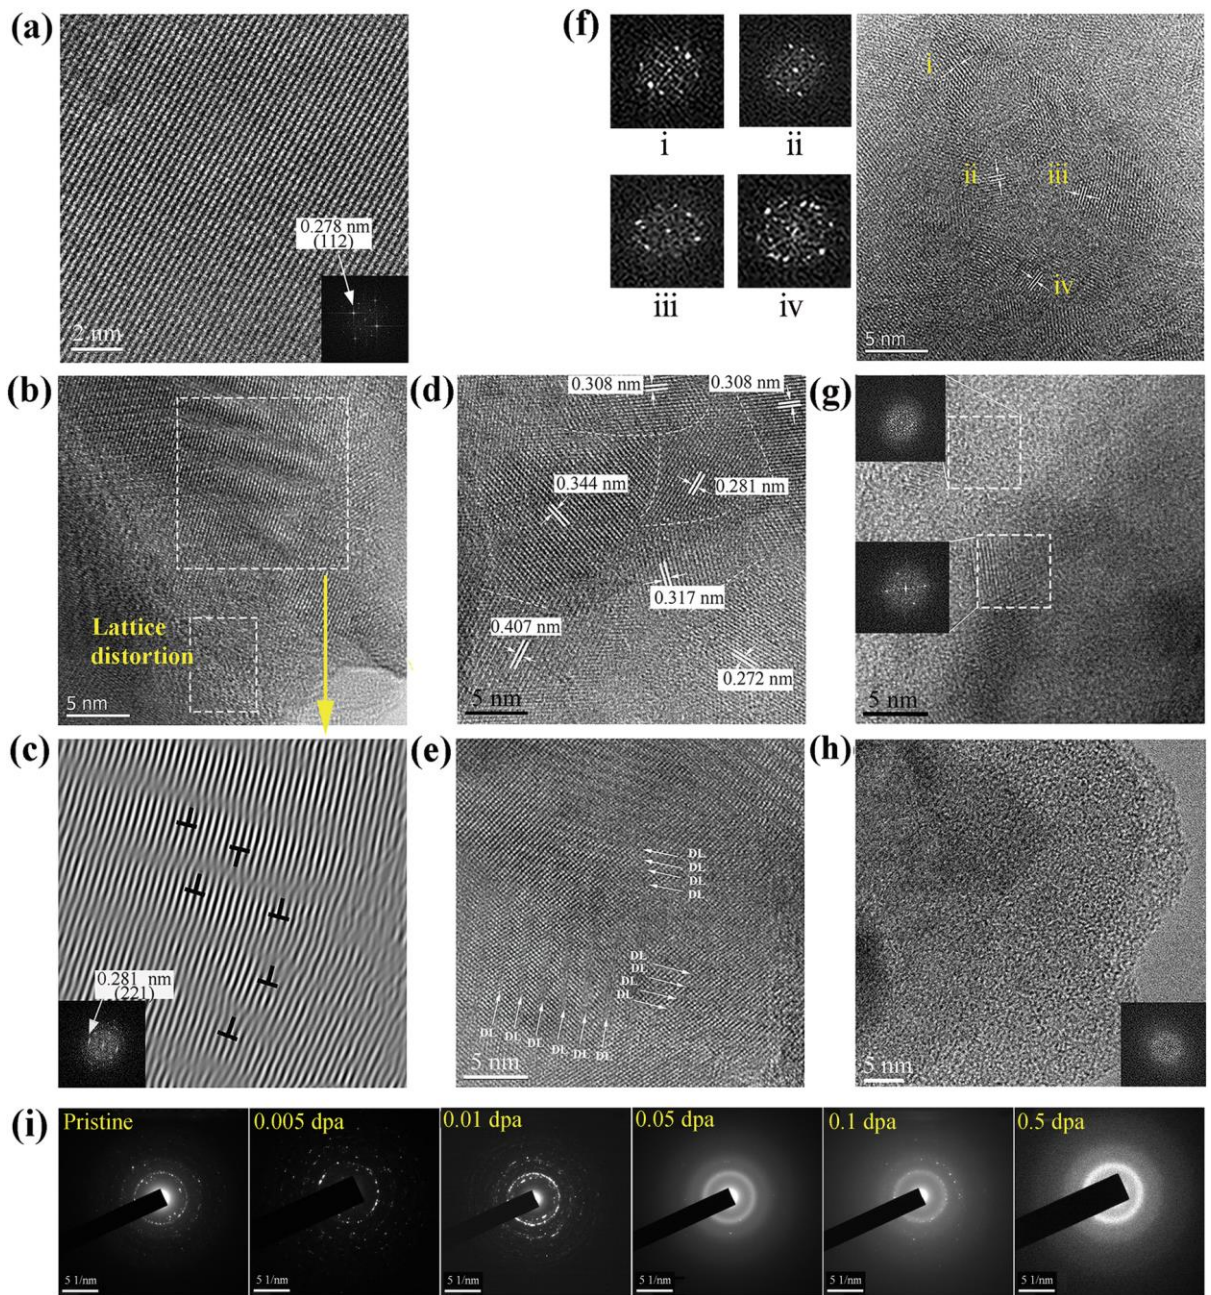 (a)
0.278 nm
(112)
2 nm
(f)
i
ii
iii
iv
i
ii
iii
iv
5 nm
(b)
Lattice
distortion
5 nm
(d)
0.308 nm
0.308 nm
0.344 nm
0.281 nm
0.317 nm
0.407 nm
0.272 nm
5 nm
(g)
5 nm
(c)
0.281 nm
(221)
(e)
DL
DL
DL
DL
DL
DL
DL
DL
DL DL DL DL DL DL
5 nm
(h)
5 nm
(i)
Pristine
0.005 dpa
0.01 dpa
0.05 dpa
0.1 dpa
0.5 dpa
5 1/nm
5 1/nm
5 1/nm
5 1/nm
5 1/nm
5 1/nm